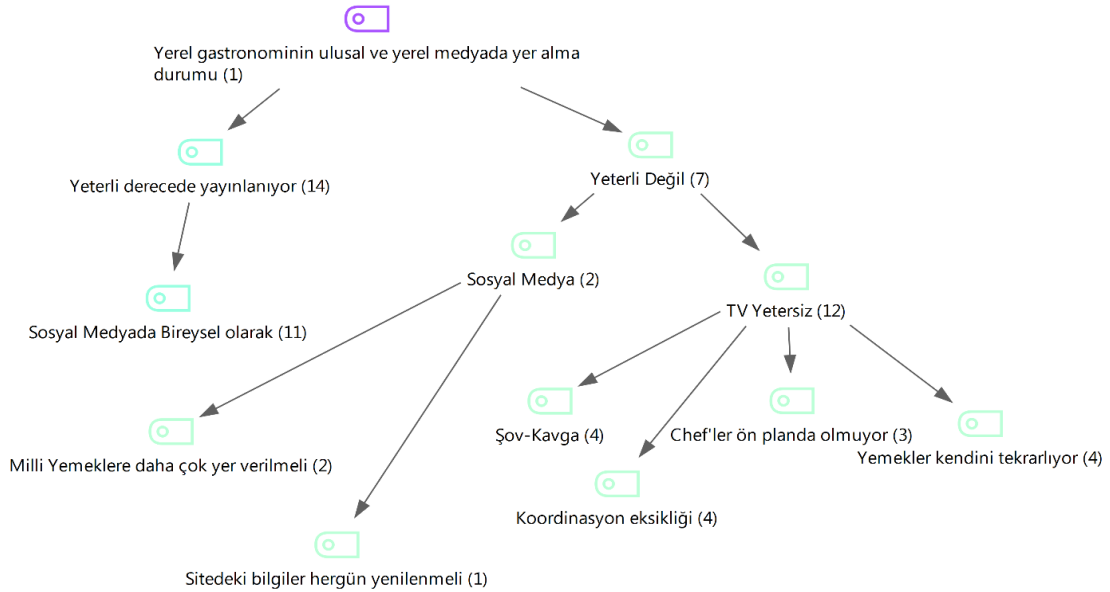 Yerel gastronominin ulusal ve yerel medyada yer alma
durumu (1)
Yeterli derecede yayınlanıyor (14)
Yeterli Değil (7)
Sosyal Medya (2)
TV Yetersiz (12)
Sosyal Medyada Bireysel olarak (11)
Şov-Kavga (4)
Chef'ler ön planda olmuyor (3)
Yemekler kendini tekrarlıyor (4)
Milli Yemeklere daha çok yer verilmeli (2)
Koordinasyon eksikliği (4)
Sitedeki bilgiler hergün yenilenmeli (1)